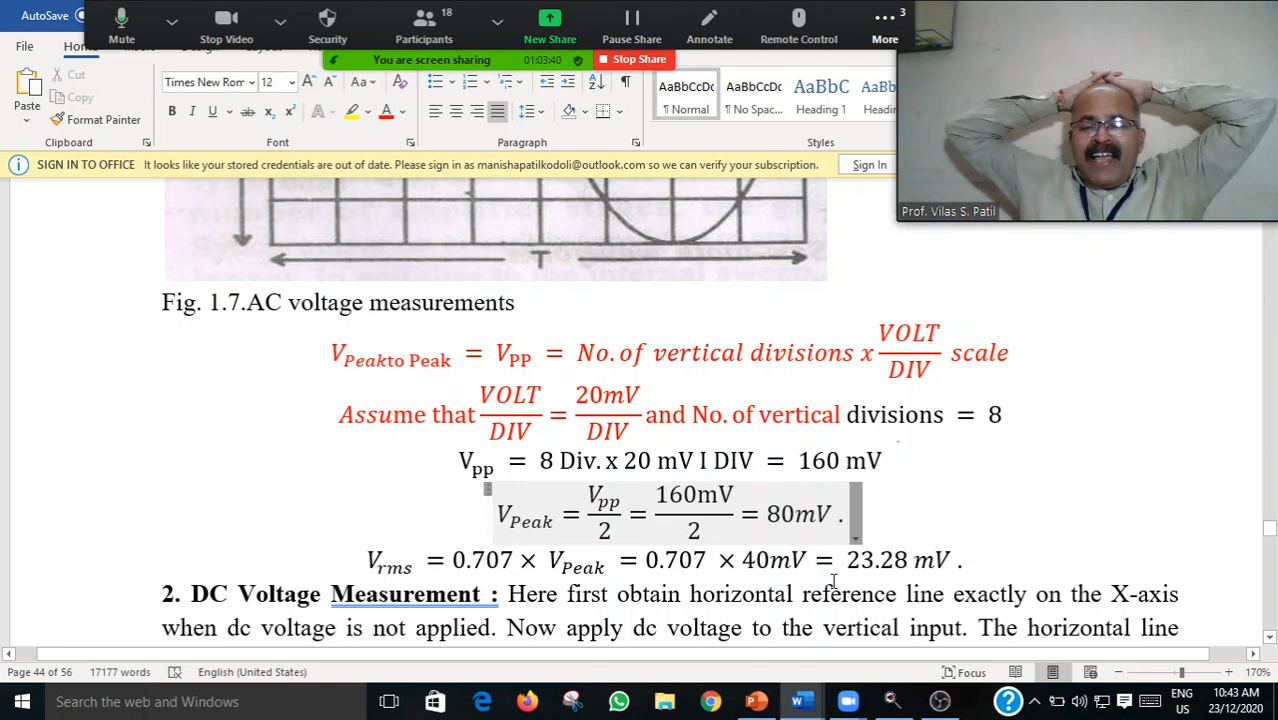 AutoSave
Mute
Stop Video
Security
Participants
18
New Share
Pause Share
Annotate
Remote Control
More
3
File
Home
You are screen sharing
01:03:40
Stop Share
Cut
Copy
Paste
Format Painter
Clipboard
Times New Ror
12
Aa
B I U ab x₂ x²
Font
Paragraph
AaBbCcDc AaBbCcDc AaBbC AaBbCc
¶ Normal ¶ No Spac... Heading 1
Styles
SIGN IN TO OFFICE It looks like your stored credentials are out of date. Please sign in as manishapatilkodoli@outlook.com so we can verify your subscription. Sign In
Prof. Vilas S. Patil
T
Fig. 1.7.AC voltage measurements
V_Peakto Peak = V_PP = No. of vertical divisions x VOLT/DIV scale
Assume that VOLT/DIV = 20mV/DIV and No. of vertical divisions = 8
V_pp = 8 Div. x 20 mV I DIV = 160 mV
V_Peak = V_pp/2 = 160mV/2 = 80mV .
V_rms = 0.707 × V_Peak = 0.707 × 40mV = 23.28 mV .
2. DC Voltage Measurement : Here first obtain horizontal reference line exactly on the X-axis
when dc voltage is not applied. Now apply dc voltage to the vertical input. The horizontal line
Page 44 of 56 17177 words English (United States) Focus 170%
Search the web and Windows
ENG
US
10:43 AM
23/12/2020